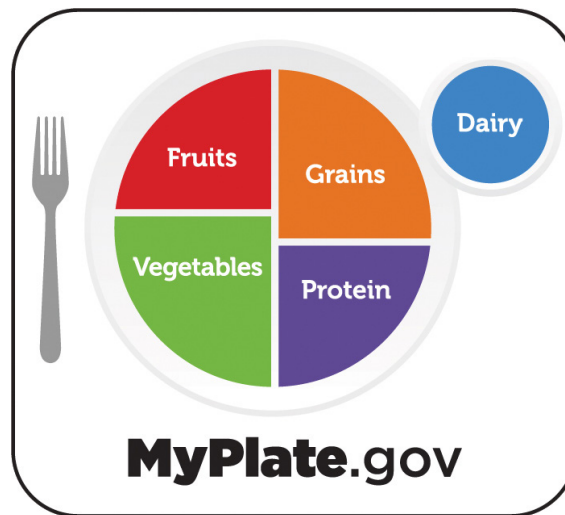 Dairy
Fruits
Grains
Vegetables
Protein
MyPlate.gov